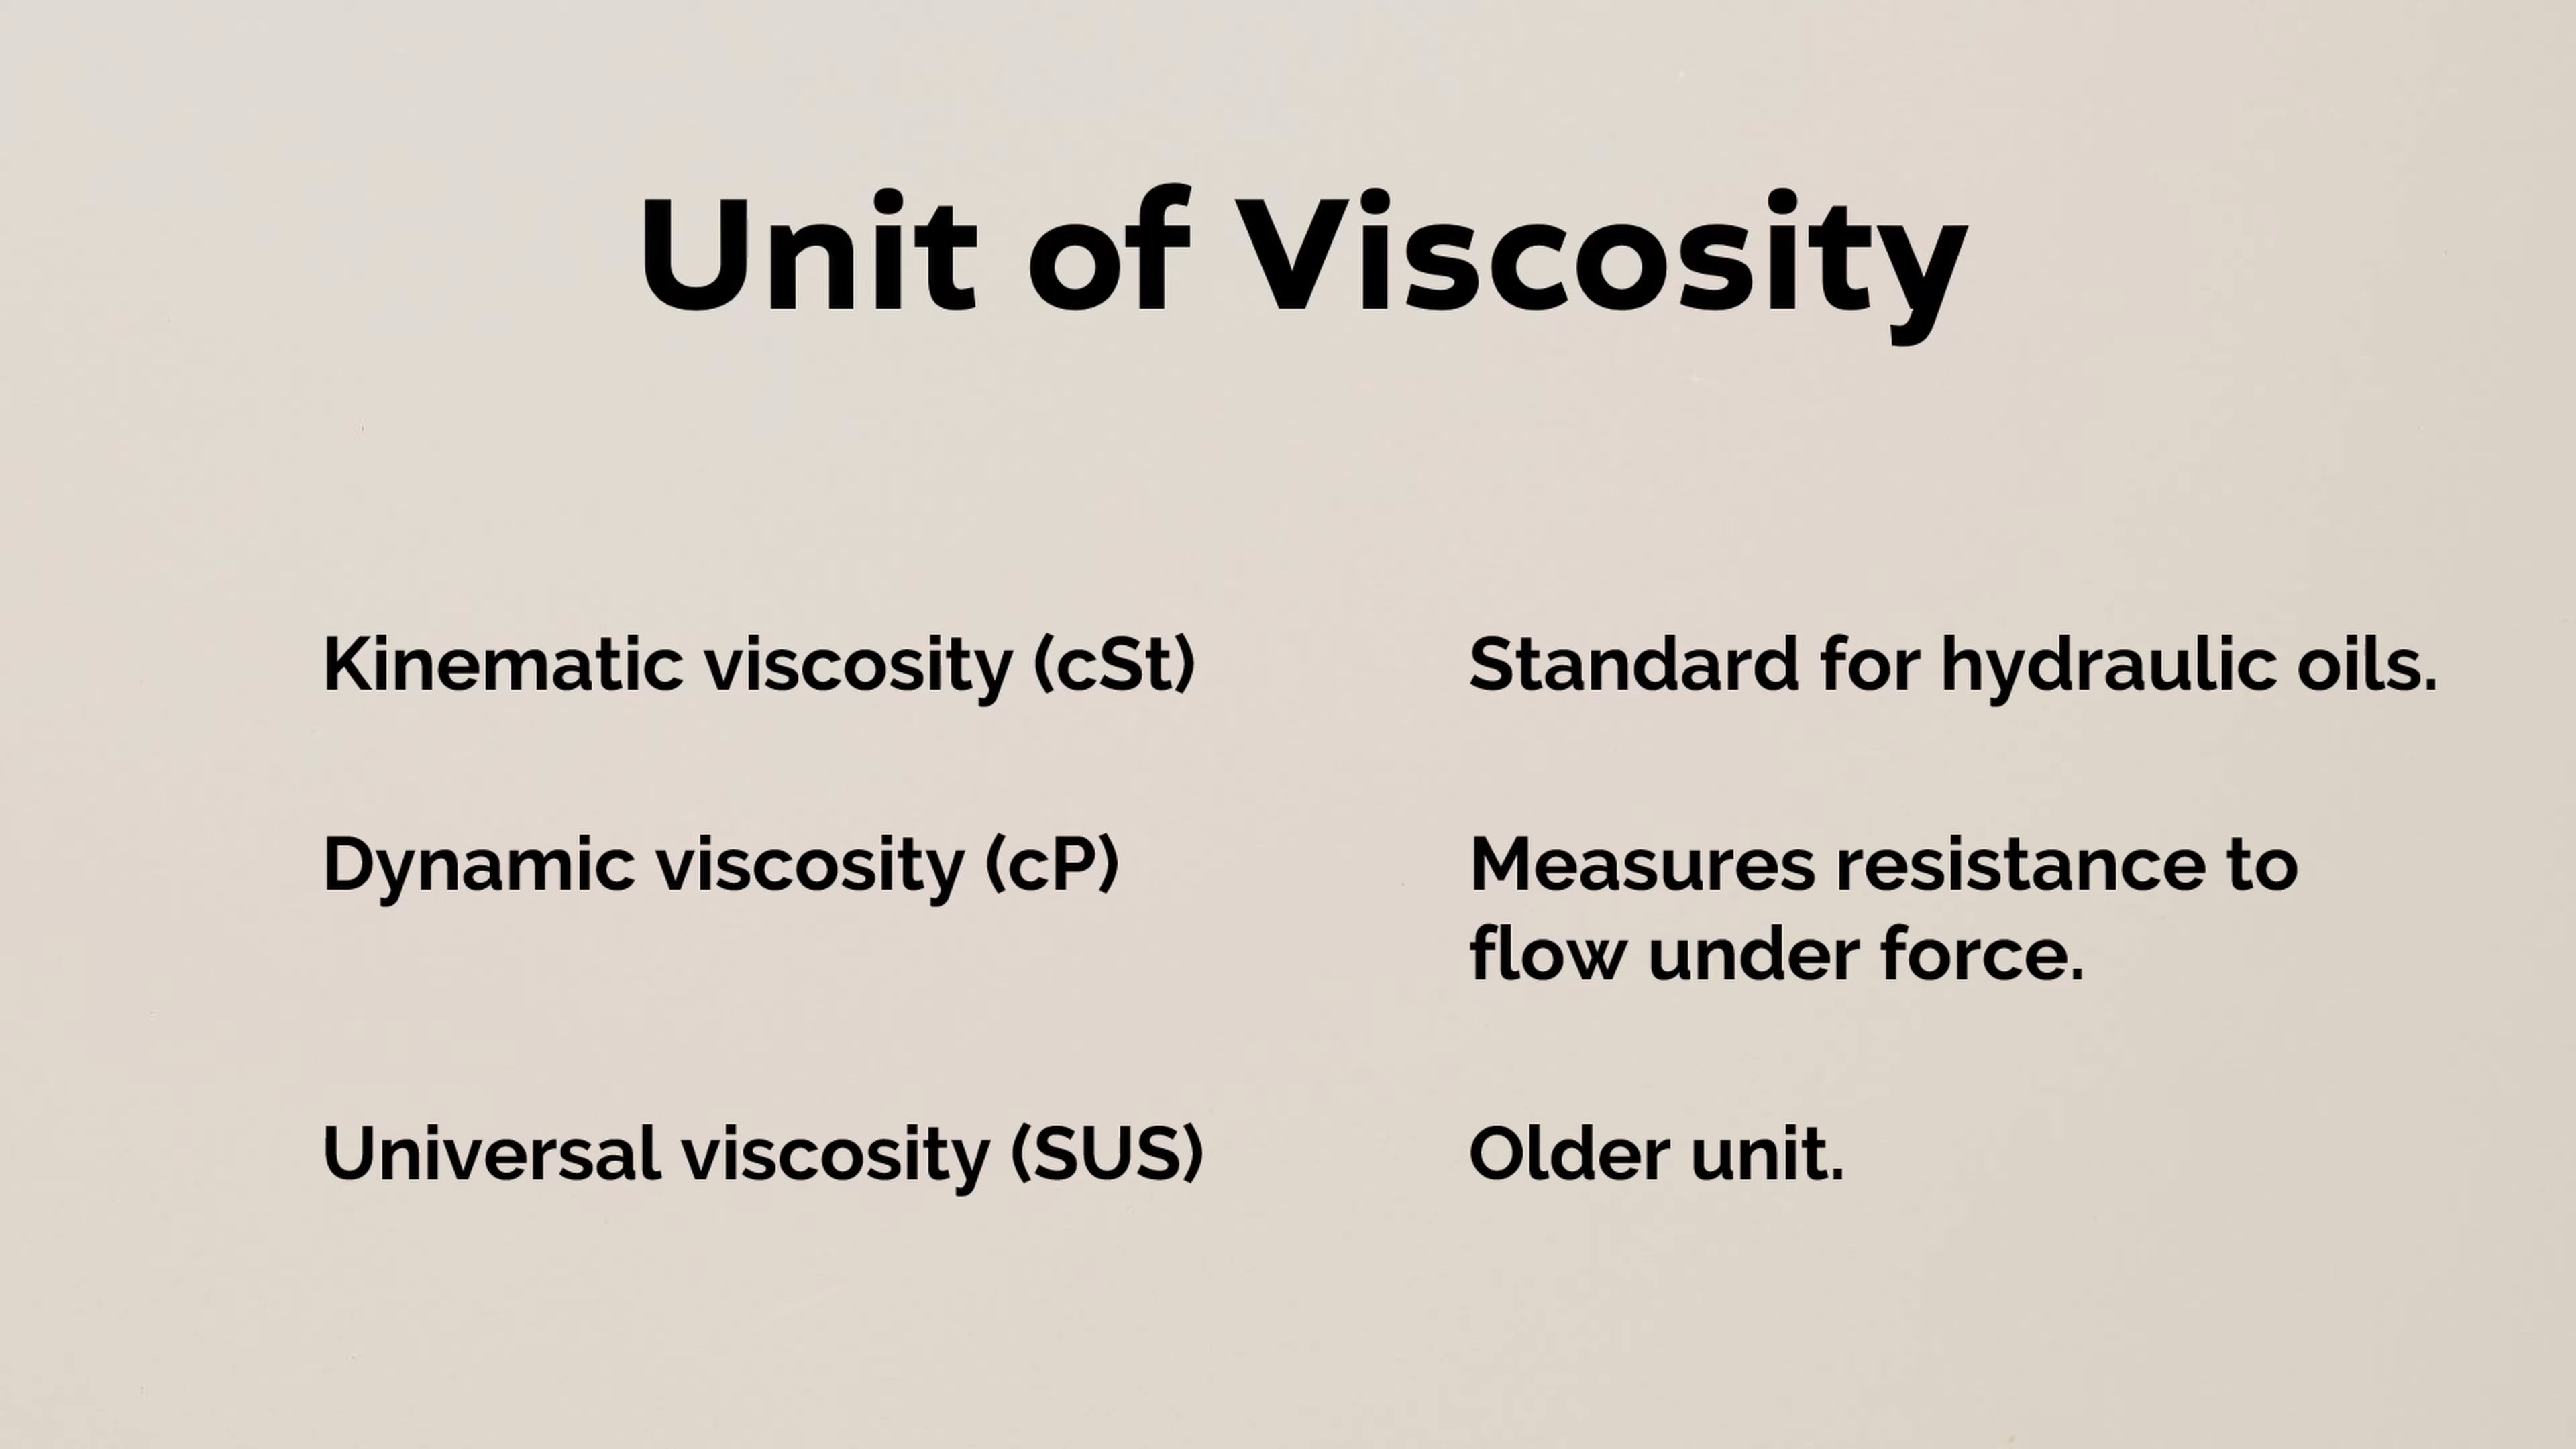 Unit of Viscosity
Kinematic viscosity (cSt)
Standard for hydraulic oils.
Dynamic viscosity (cP)
Measures resistance to
flow under force.
Universal viscosity (SUS)
Older unit.